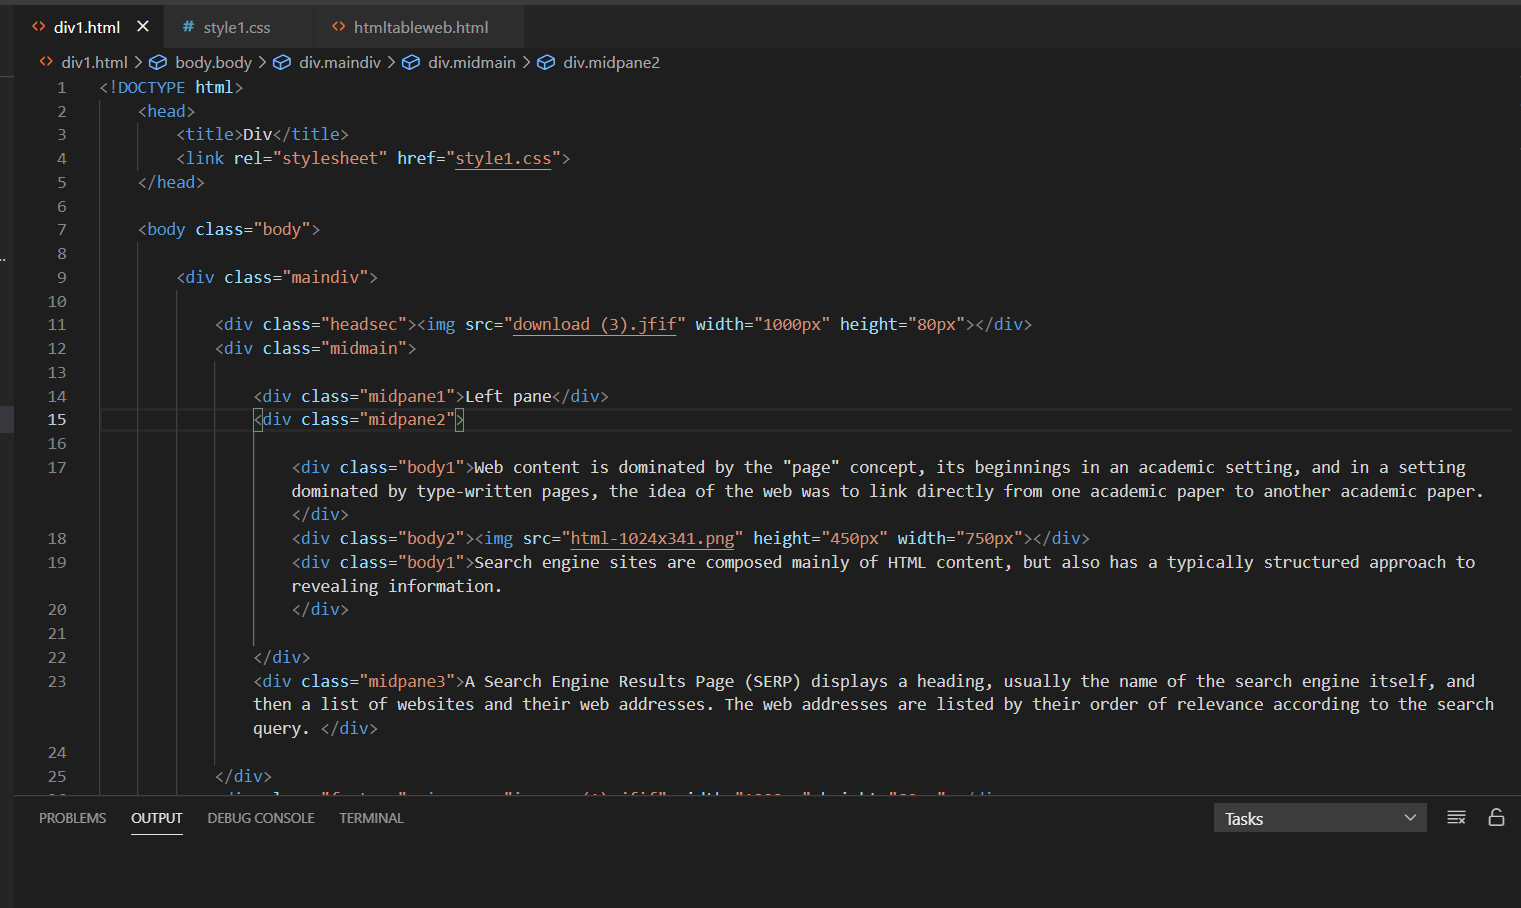 <> div1.html × # style1.css <> htmltableweb.html
<> div1.html > body.body > div.maindiv > div.midmain > div.midpane2
1 <!DOCTYPE html>
2 <head>
3 <title>Div</title>
4 <link rel="stylesheet" href="style1.css">
5 </head>
6
7 <body class="body">
8
9 <div class="maindiv">
10
11 <div class="headsec"><img src="download (3).jfif" width="1000px" height="80px"></div>
12 <div class="midmain">
13
14 <div class="midpane1">Left pane</div>
15 <div class="midpane2">
16
17 <div class="body1">Web content is dominated by the "page" concept, its beginnings in an academic setting, and in a setting
dominated by type-written pages, the idea of the web was to link directly from one academic paper to another academic paper.
</div>
18 <div class="body2"><img src="html-1024x341.png" height="450px" width="750px"></div>
19 <div class="body1">Search engine sites are composed mainly of HTML content, but also has a typically structured approach to
revealing information.
20 </div>
21
22 </div>
23 <div class="midpane3">A Search Engine Results Page (SERP) displays a heading, usually the name of the search engine itself, and
then a list of websites and their web addresses. The web addresses are listed by their order of relevance according to the search
query. </div>
24
25 </div>
PROBLEMS OUTPUT DEBUG CONSOLE TERMINAL Tasks